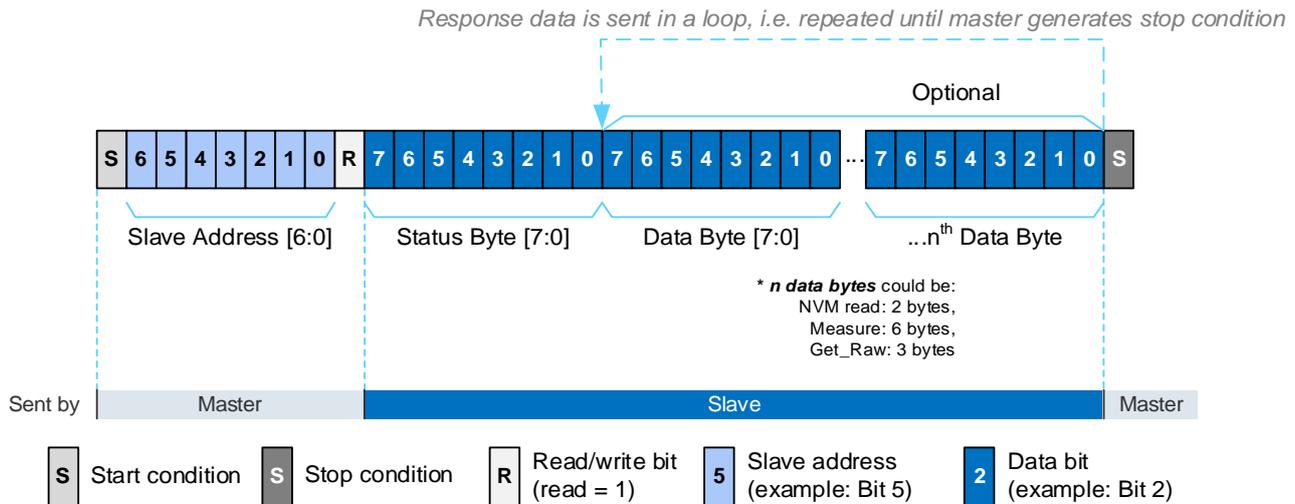 Response data is sent in a loop, i.e. repeated until master generates stop condition
Optional
S 6 5 4 3 2 1 0 R 7 6 5 4 3 2 1 0 7 6 5 4 3 2 1 0 ... 7 6 5 4 3 2 1 0 S
Slave Address [6:0] Status Byte [7:0] Data Byte [7:0] ...nth Data Byte
* n data bytes could be:
NVM read: 2 bytes,
Measure: 6 bytes,
Get_Raw: 3 bytes
Sent by Master Slave Master
S Start condition S Stop condition R Read/write bit 5 Slave address 2 Data bit
(read = 1) (example: Bit 5) (example: Bit 2)